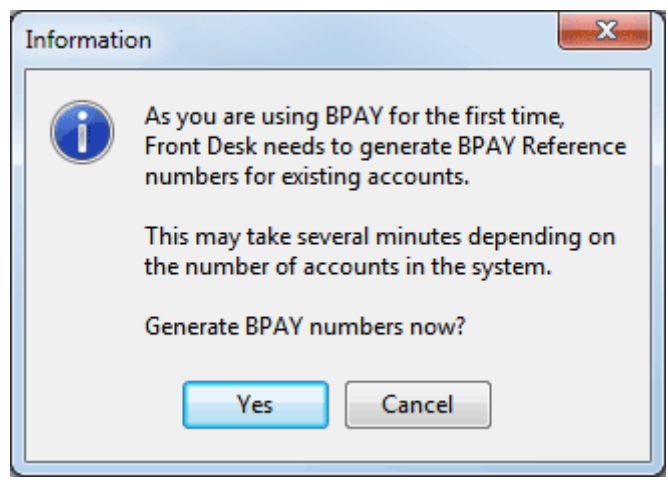 Information
As you are using BPAY for the first time,
Front Desk needs to generate BPAY Reference
numbers for existing accounts.
This may take several minutes depending on
the number of accounts in the system.
Generate BPAY numbers now?
Yes
Cancel